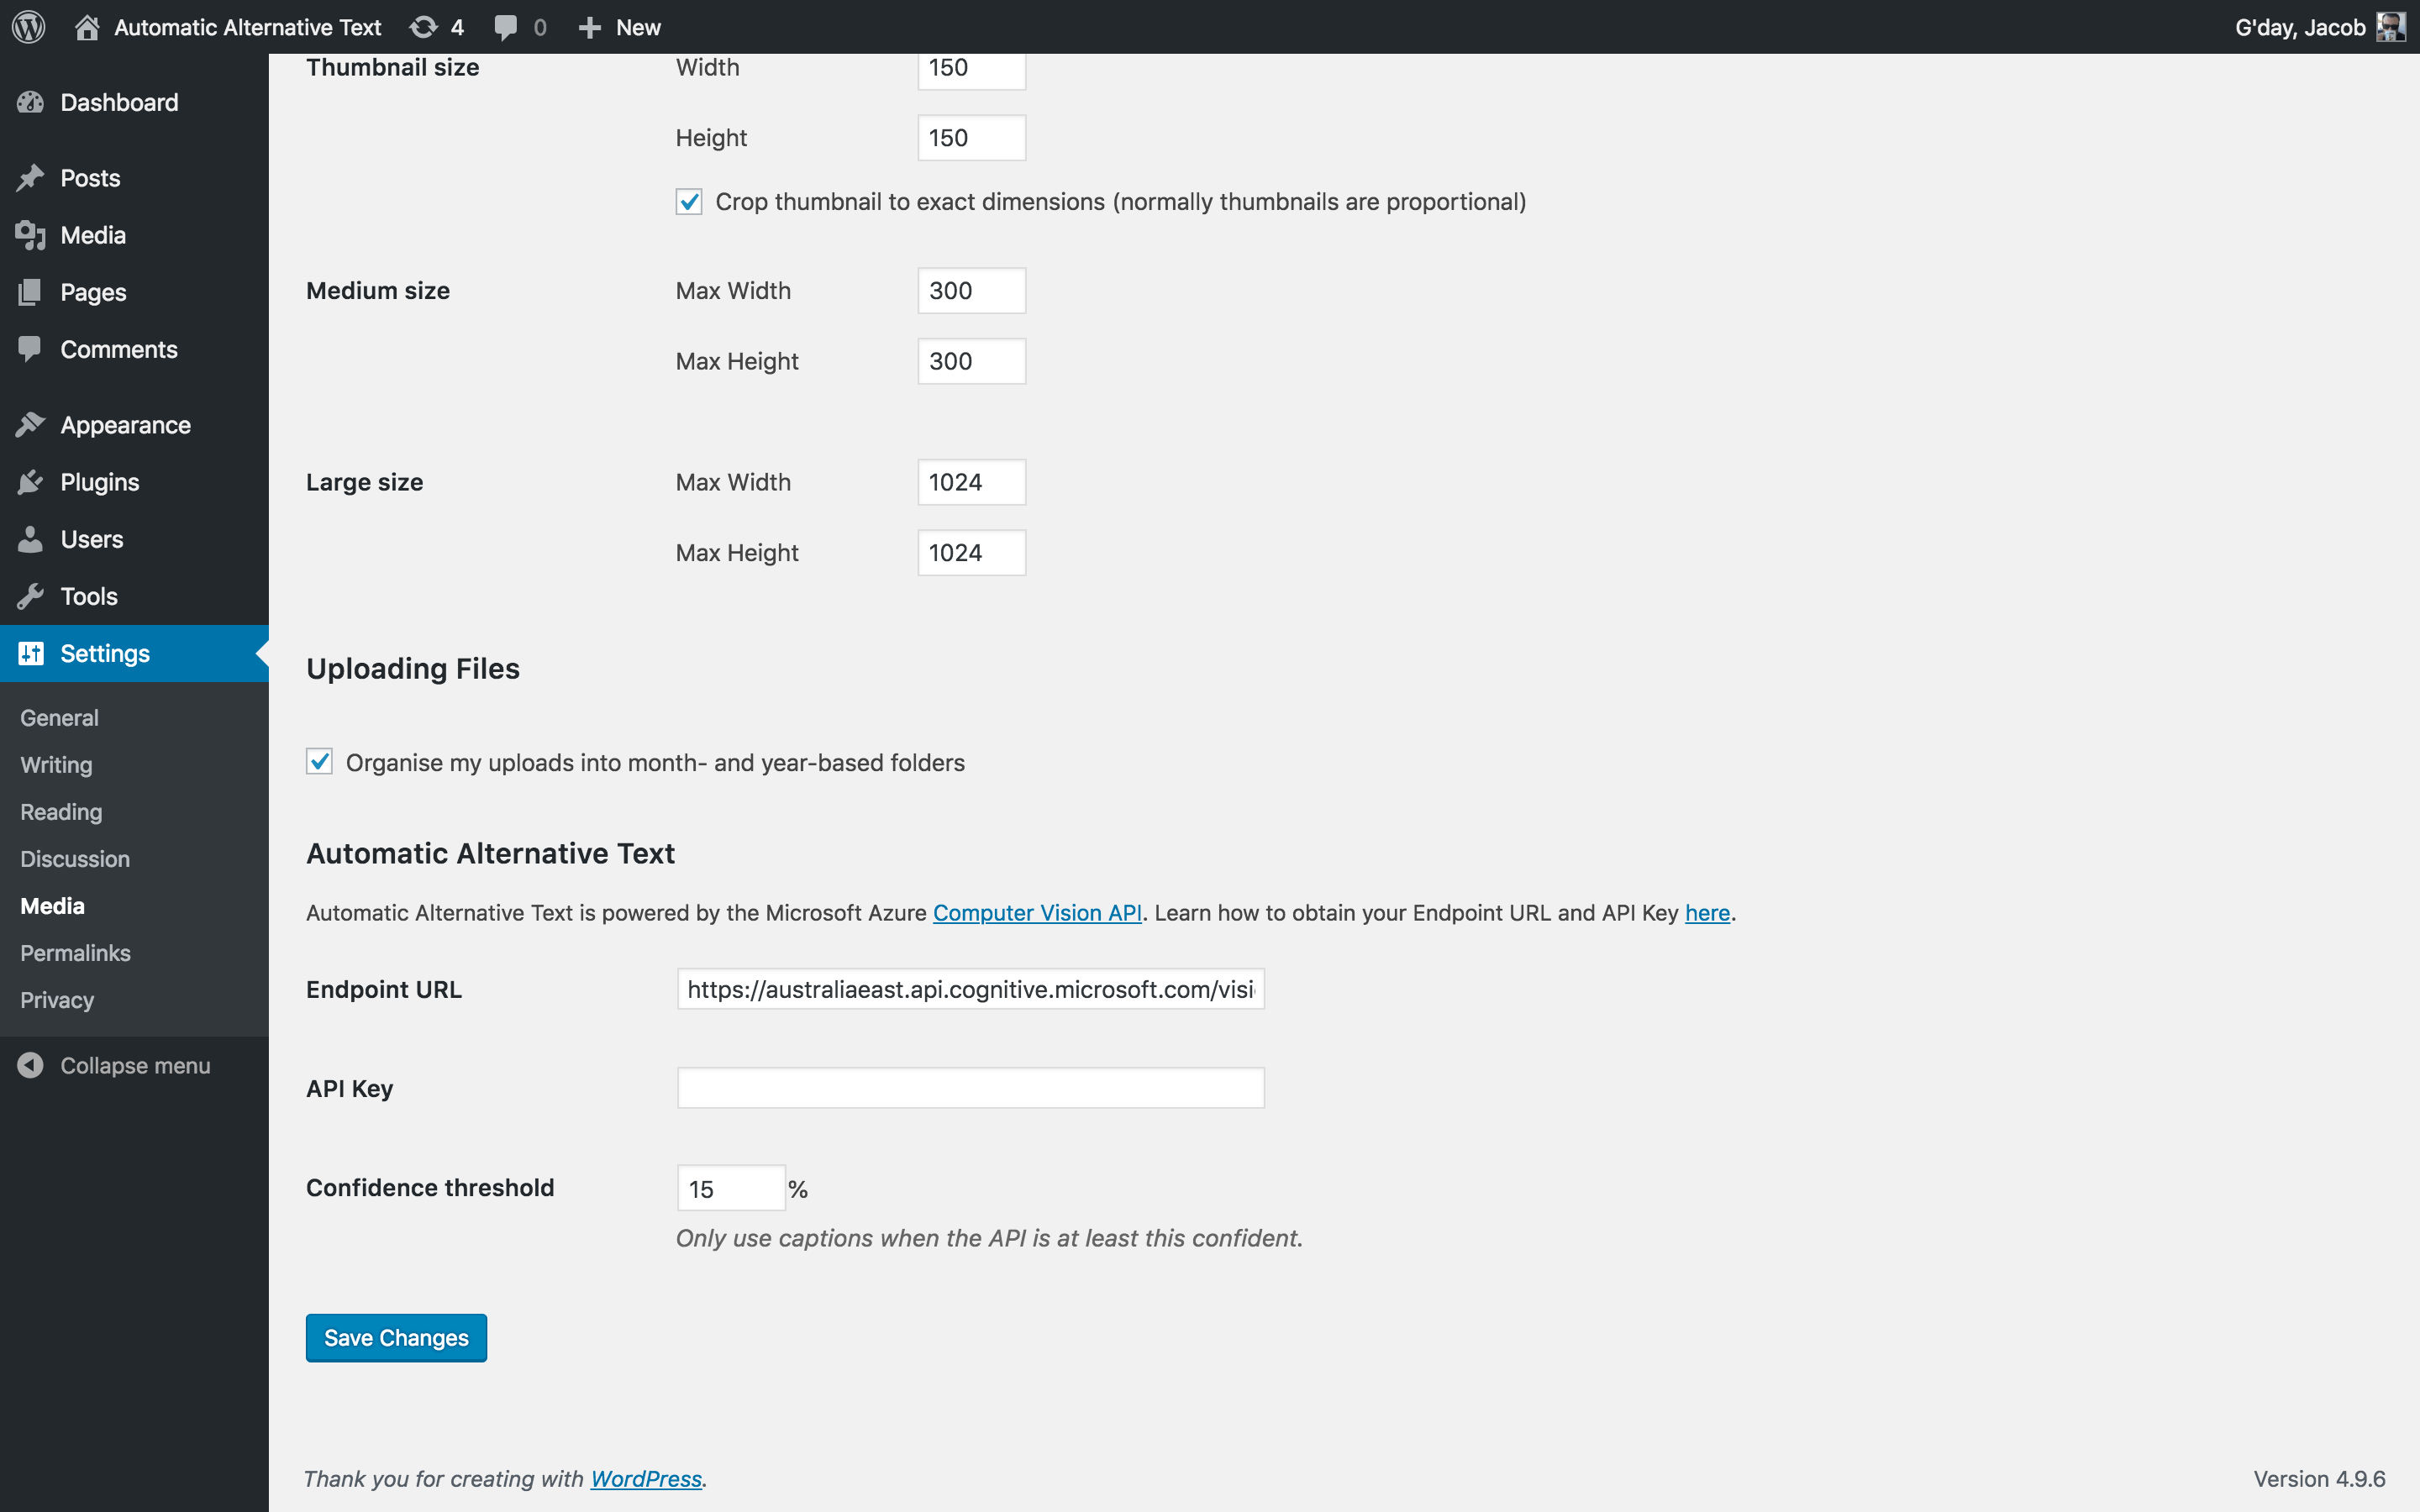 Automatic Alternative Text 4 0 New G'day, Jacob
Dashboard
Posts
Media
Pages
Comments
Appearance
Plugins
Users
Tools
Settings
General
Writing
Reading
Discussion
Media
Permalinks
Privacy
Collapse menu
Thumbnail size Width 150
Height 150
Crop thumbnail to exact dimensions (normally thumbnails are proportional)
Medium size Max Width 300
Max Height 300
Large size Max Width 1024
Max Height 1024
Uploading Files
Organise my uploads into month- and year-based folders
Automatic Alternative Text
Automatic Alternative Text is powered by the Microsoft Azure Computer Vision API. Learn how to obtain your Endpoint URL and API Key here.
Endpoint URL https://australiaeast.api.cognitive.microsoft.com/visi
API Key
Confidence threshold 15 %
Only use captions when the API is at least this confident.
Save Changes
Thank you for creating with WordPress. Version 4.9.6